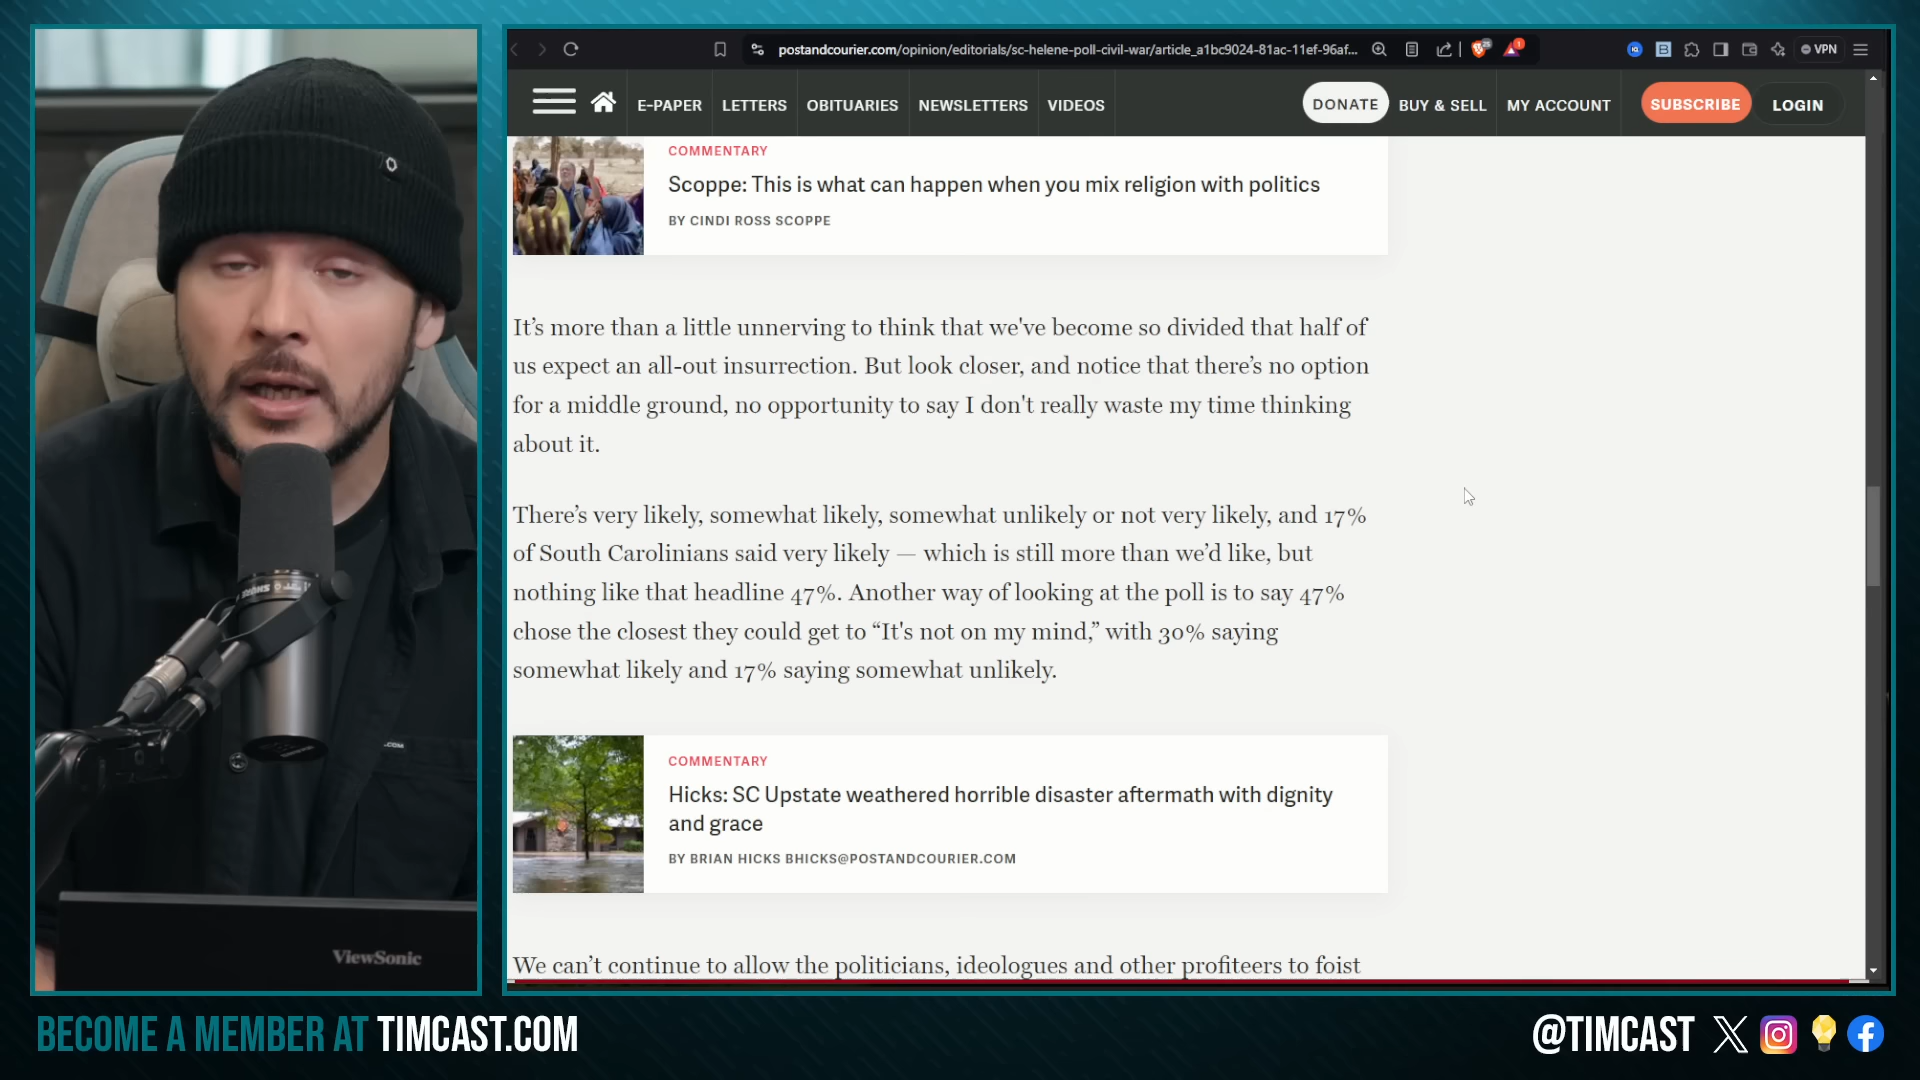 postandcourier.com/opinion/editorials/sc-helene-poll-civil-war/article_a1bc9024-81ac-11ef-96af...
VPN
E-PAPER
LETTERS
OBITUARIES
NEWSLETTERS
VIDEOS
DONATE
BUY & SELL
MY ACCOUNT
SUBSCRIBE
LOGIN
COMMENTARY
Scoppe: This is what can happen when you mix religion with politics
BY CINDI ROSS SCOPPE
It’s more than a little unnerving to think that we've become so divided that half of
us expect an all-out insurrection. But look closer, and notice that there’s no option
for a middle ground, no opportunity to say I don't really waste my time thinking
about it.
There’s very likely, somewhat likely, somewhat unlikely or not very likely, and 17%
of South Carolinians said very likely — which is still more than we’d like, but
nothing like that headline 47%. Another way of looking at the poll is to say 47%
chose the closest they could get to “It's not on my mind,” with 30% saying
somewhat likely and 17% saying somewhat unlikely.
COMMENTARY
Hicks: SC Upstate weathered horrible disaster aftermath with dignity
and grace
BY BRIAN HICKS BHICKS@POSTANDCOURIER.COM
We can’t continue to allow the politicians, ideologues and other profiteers to foist
ViewSonic
BECOME A MEMBER AT TIMCAST.COM
@TIMCAST